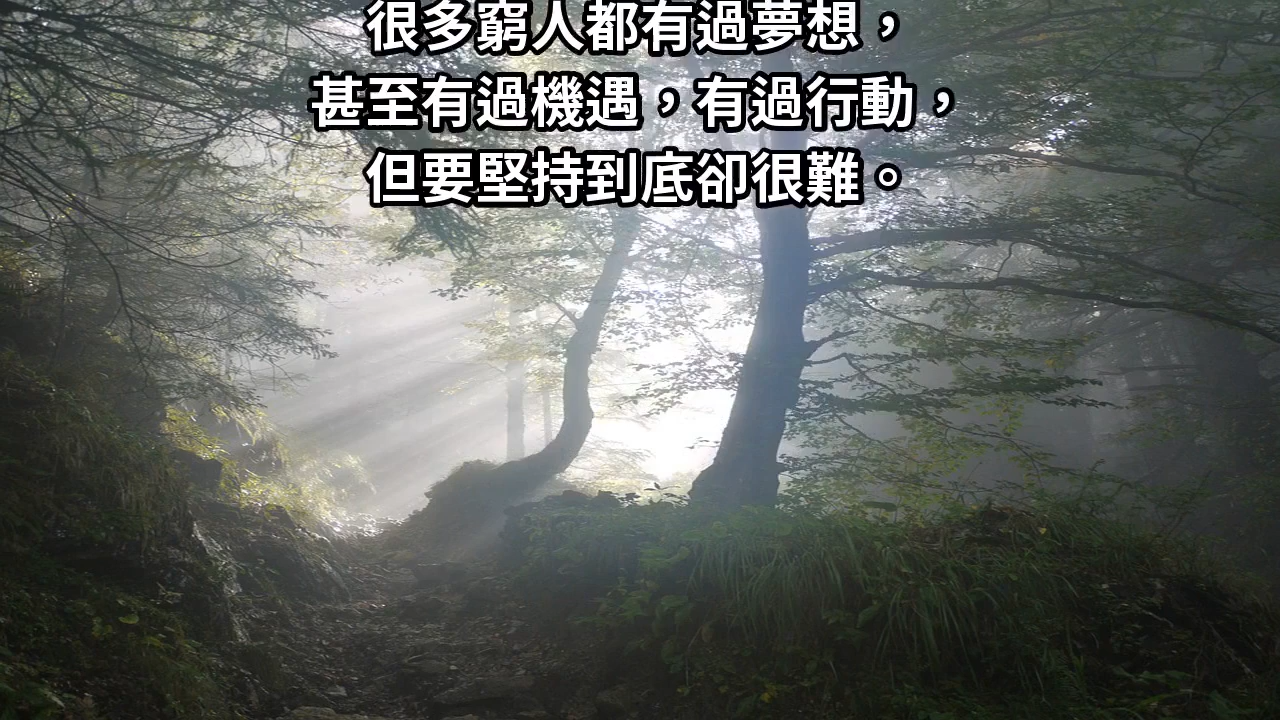 很多窮人都有過夢想，
甚至有過機遇，有過行動，
但要堅持到底卻很難。